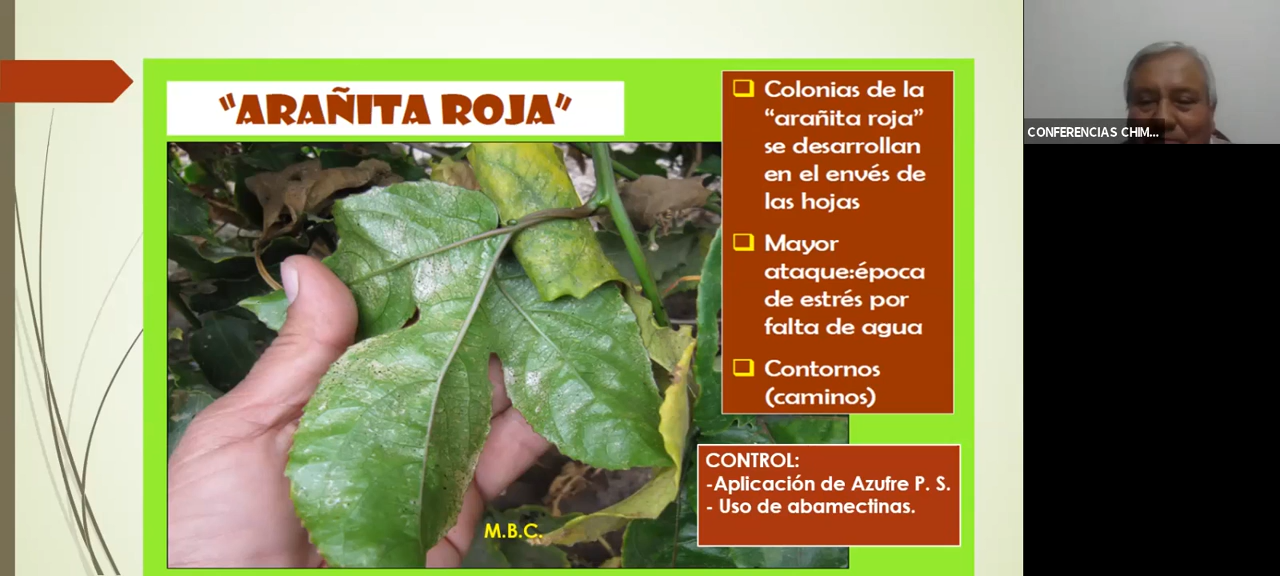 "ARAÑITA ROJA"
❑ Colonias de la
"arañita roja"
se desarrollan
en el envés de
las hojas
❑ Mayor
ataque:época
de estrés por
falta de agua
❑ Contornos
(caminos)
CONTROL:
-Aplicación de Azufre P. S.
- Uso de abamectinas.
M.B.C.
CONFERENCIAS CHIM...